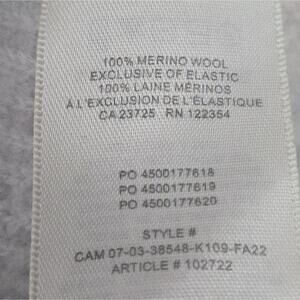 100% MERINO WOOL
EXCLUSIVE OF ELASTIC
100% LAINE MÉRINOS
À L'EXCLUSION DE L'ÉLASTIQUE
CA 23725 RN 122354
PO 4500177618
PO 4500177619
PO 4500177620
STYLE #
CAM 07-03-38548-K109-FA22
ARTICLE # 102722